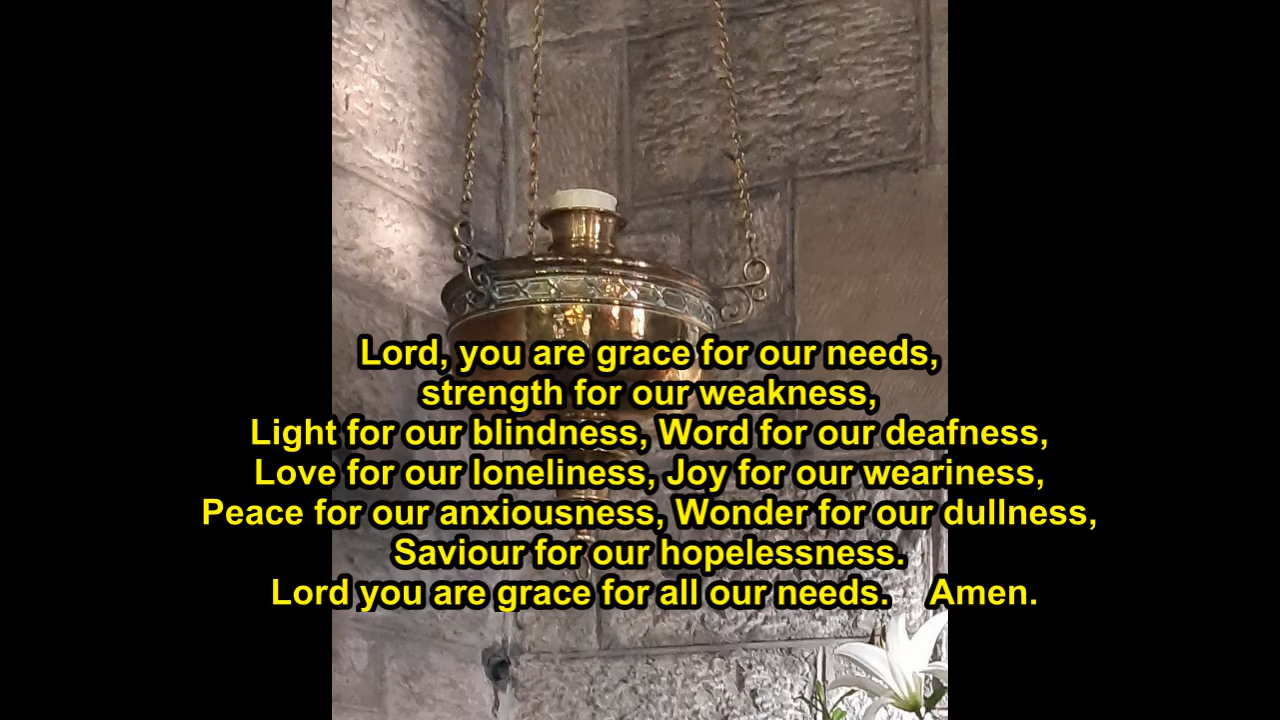 Lord, you are grace for our needs,
strength for our weakness,
Light for our blindness, Word for our deafness,
Love for our loneliness, Joy for our weariness,
Peace for our anxiousness, Wonder for our dullness,
Saviour for our hopelessness.
Lord you are grace for all our needs.    Amen.